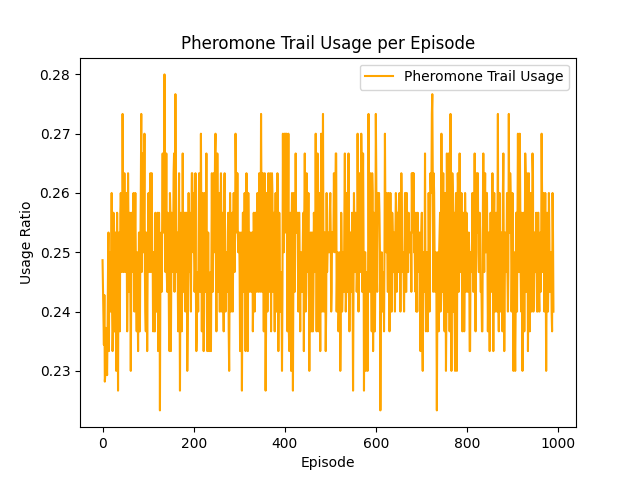 Pheromone Trail Usage per Episode
Pheromone Trail Usage
0.28
0.27
0.26
0.25
0.24
0.23
Usage Ratio
0 200 400 600 800 1000
Episode